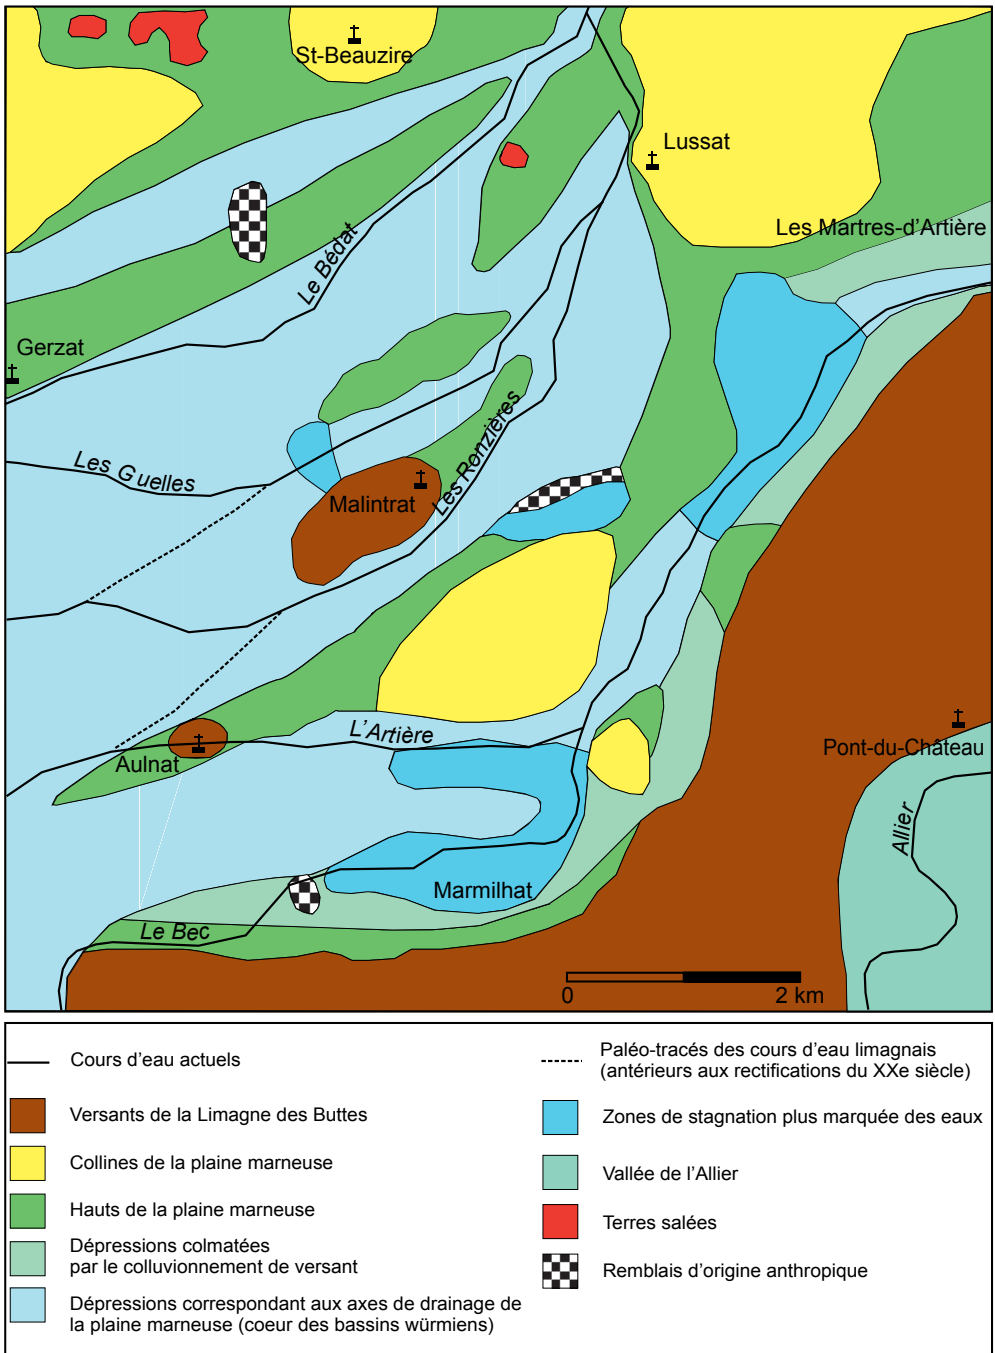 St-Beauzire
Lussat
Les Martres-d'Artière
Le Bédat
Gerzat
Les Guelles
Les Ronzières
Malintrat
L'Artière
Aulnat
Pont-du-Château
Allier
Marmilhat
Le Bec
0 2 km
Cours d'eau actuels
Versants de la Limagne des Buttes
Collines de la plaine marneuse
Hauts de la plaine marneuse
Dépressions colmatées
par le colluvionnement de versant
Dépressions correspondant aux axes de drainage de
la plaine marneuse (coeur des bassins würmiens)
Paléo-tracés des cours d'eau limagnais
(antérieurs aux rectifications du XXe siècle)
Zones de stagnation plus marquée des eaux
Vallée de l'Allier
Terres salées
Remblais d'origine anthropique